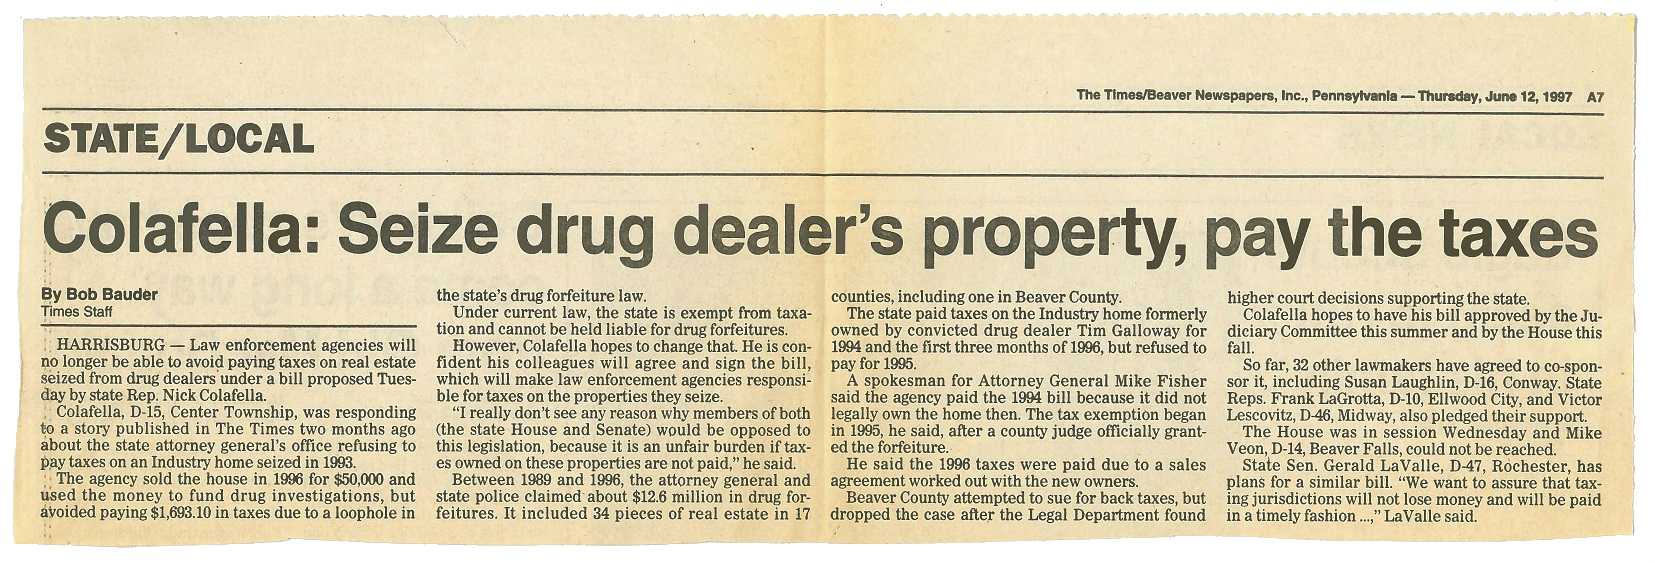 The Times/Beaver Newspapers, Inc., Pennsylvania — Thursday, June 12, 1997 A7
STATE/LOCAL
Colafella: Seize drug dealer's property, pay the taxes
By Bob Bauder
Times Staff
HARRISBURG — Law enforcement agencies will
no longer be able to avoid paying taxes on real estate
seized from drug dealers under a bill proposed Tues-
day by state Rep. Nick Colafella.
Colafella, D-15, Center Township, was responding
to a story published in The Times two months ago
about the state attorney general's office refusing to
pay taxes on an Industry home seized in 1993.
The agency sold the house in 1996 for $50,000 and
used the money to fund drug investigations, but
avoided paying $1,693.10 in taxes due to a loophole in
the state's drug forfeiture law.
Under current law, the state is exempt from taxa-
tion and cannot be held liable for drug forfeitures.
However, Colafella hopes to change that. He is con-
fident his colleagues will agree and sign the bill,
which will make law enforcement agencies responsi-
ble for taxes on the properties they seize.
"I really don't see any reason why members of both
(the state House and Senate) would be opposed to
this legislation, because it is an unfair burden if tax-
es owned on these properties are not paid," he said.
Between 1989 and 1996, the attorney general and
state police claimed about $12.6 million in drug for-
feitures. It included 34 pieces of real estate in 17
counties, including one in Beaver County.
The state paid taxes on the Industry home formerly
owned by convicted drug dealer Tim Galloway for
1994 and the first three months of 1996, but refused to
pay for 1995.
A spokesman for Attorney General Mike Fisher
said the agency paid the 1994 bill because it did not
legally own the home then. The tax exemption began
in 1995, he said, after a county judge officially grant-
ed the forfeiture.
He said the 1996 taxes were paid due to a sales
agreement worked out with the new owners.
Beaver County attempted to sue for back taxes, but
dropped the case after the Legal Department found
higher court decisions supporting the state.
Colafella hopes to have his bill approved by the Ju-
diciary Committee this summer and by the House this
fall.
So far, 32 other lawmakers have agreed to co-spon-
sor it, including Susan Laughlin, D-16, Conway. State
Reps. Frank LaGrotta, D-10, Ellwood City, and Victor
Lescovitz, D-46, Midway, also pledged their support.
The House was in session Wednesday and Mike
Veon, D-14, Beaver Falls, could not be reached.
State Sen. Gerald LaValle, D-47, Rochester, has
plans for a similar bill. "We want to assure that tax-
ing jurisdictions will not lose money and will be paid
in a timely fashion ...," LaValle said.